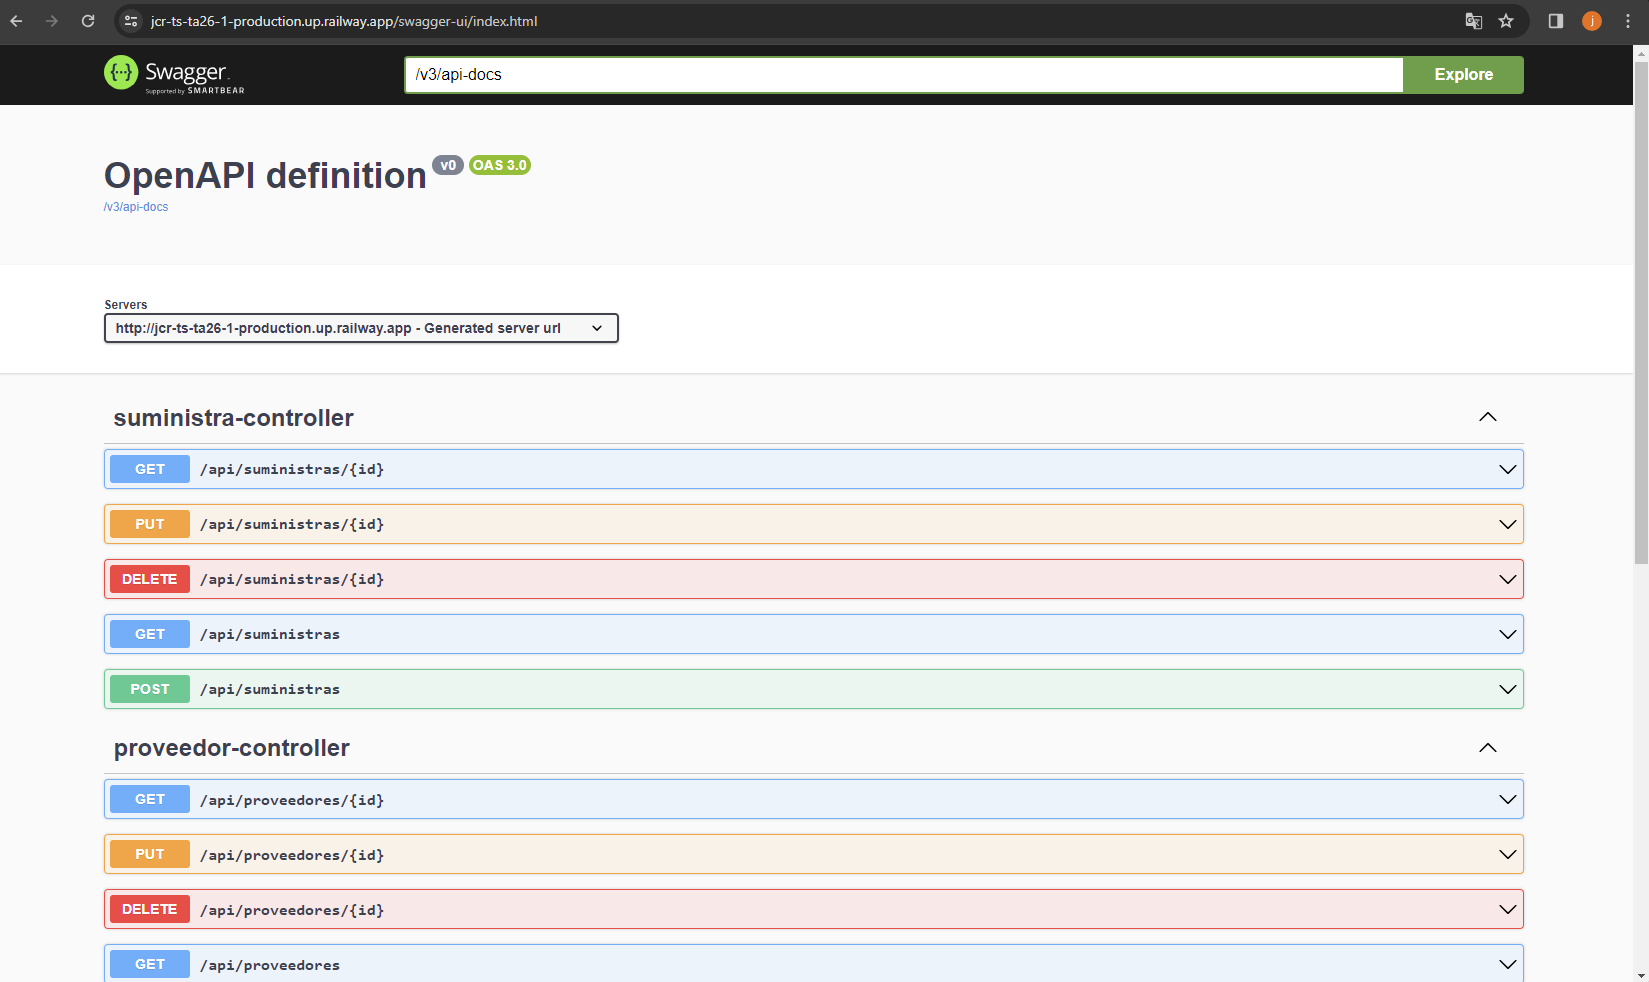 jcr-ts-ta26-1-production.up.railway.app/swagger-ui/index.html
j
{···} Swagger.
Supported by SMARTBEAR
/v3/api-docs
Explore
OpenAPI definition v0 OAS 3.0
/v3/api-docs
Servers
http://jcr-ts-ta26-1-production.up.railway.app - Generated server url
suministra-controller
GET /api/suministras/{id}
PUT /api/suministras/{id}
DELETE /api/suministras/{id}
GET /api/suministras
POST /api/suministras
proveedor-controller
GET /api/proveedores/{id}
PUT /api/proveedores/{id}
DELETE /api/proveedores/{id}
GET /api/proveedores